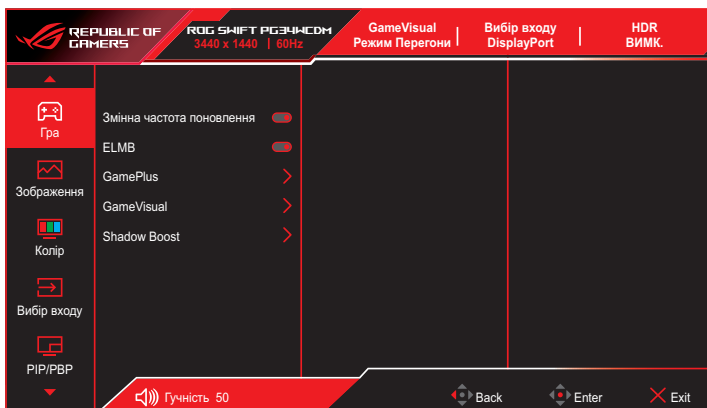 REPUBLIC OF
GAMERS
ROG SWIFT PG34WCDM
3440 x 1440 | 60Hz
GameVisual
Режим Перегони
Вибір входу
DisplayPort
HDR
ВИМК.
Гра
Зображення
Колір
Вибір входу
PIP/PBP
Змінна частота поновлення
ELMB
GamePlus
GameVisual
Shadow Boost
Гучність 50
Back
Enter
Exit